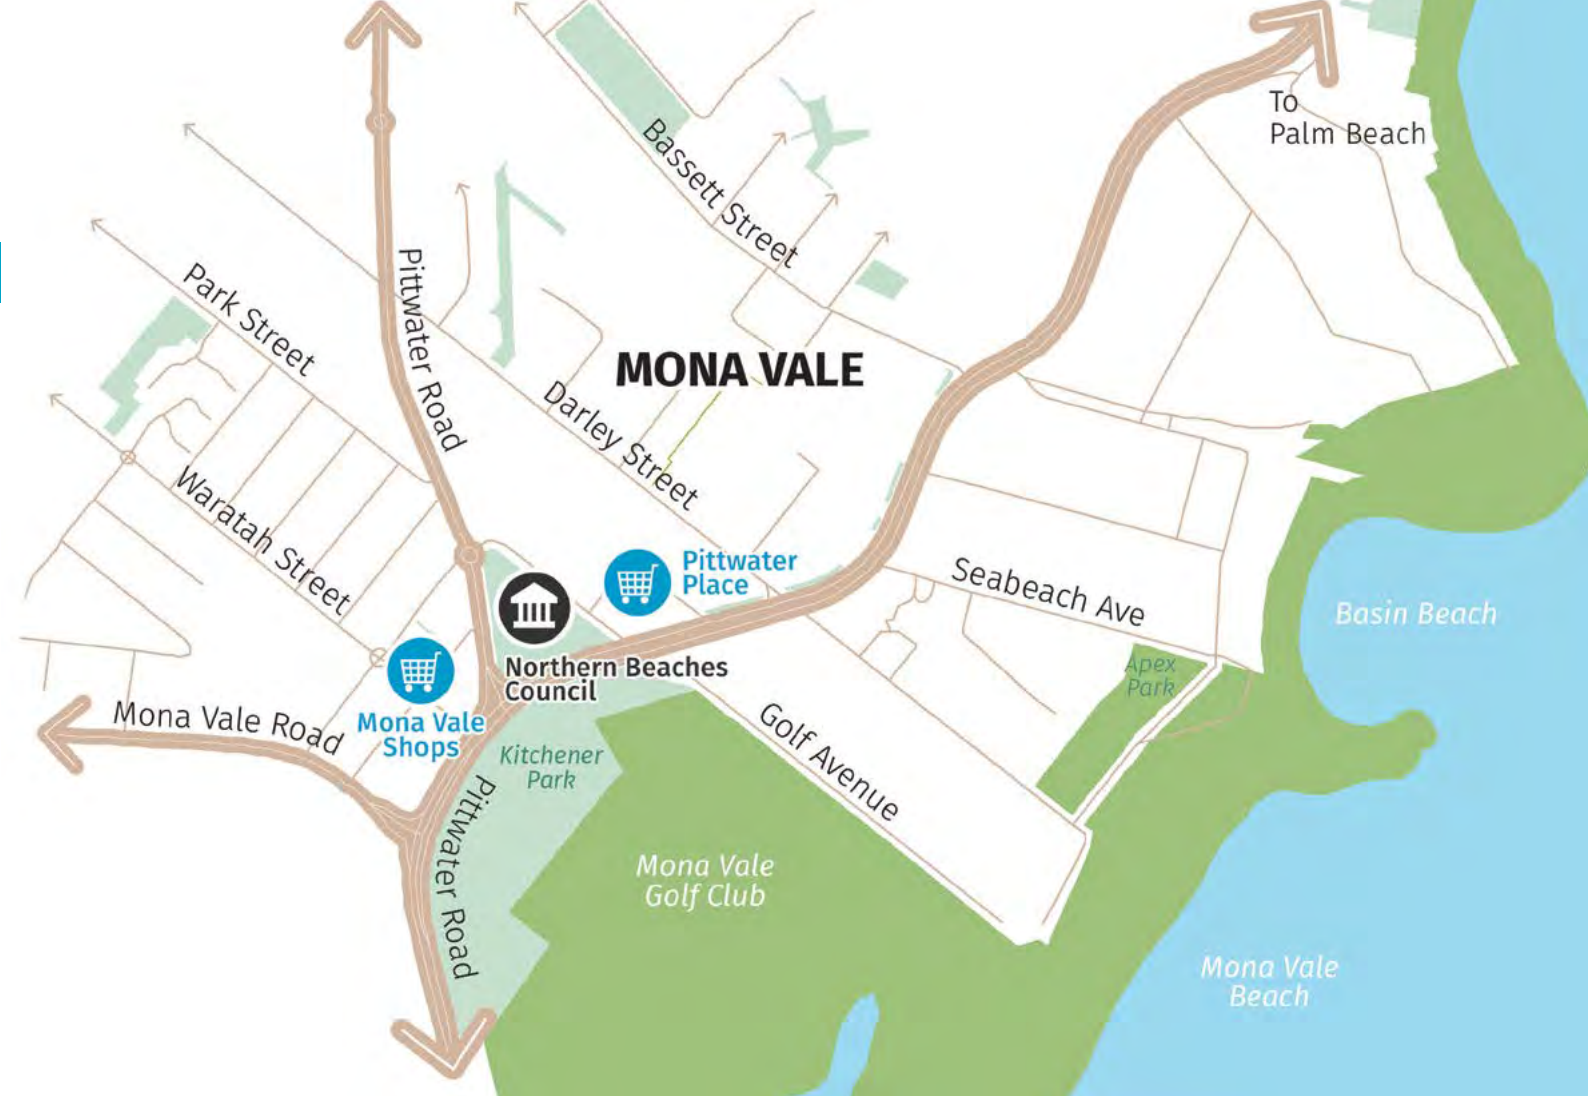 To
Palm Beach
Bassett Street
Park Street
Pittwater Road
MONA VALE
Darley Street
Waratah Street
Pittwater
Place
Seabeach Ave
Basin Beach
Northern Beaches
Council
Apex
Park
Mona Vale Road
Mona Vale
Shops
Golf Avenue
Kitchener
Park
Pittwater Road
Mona Vale
Golf Club
Mona Vale
Beach